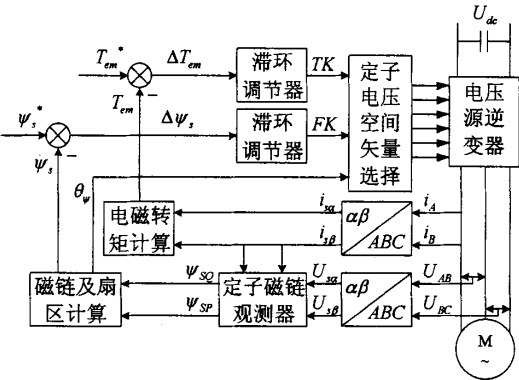 U_dc
T_em* ΔT_em 滞环调节器 TK
定子电压空间矢量选择
电压源逆变器
T_em
ψ_s* Δψ_s 滞环调节器 FK
ψ_s
θ_ψ
电磁转矩计算
i_sα αβ i_A
i_sβ ABC i_B
磁链及扇区计算
ψ_SQ 定子磁链观测器 U_sα αβ U_AB
ψ_SP U_sβ ABC U_BC
M
~